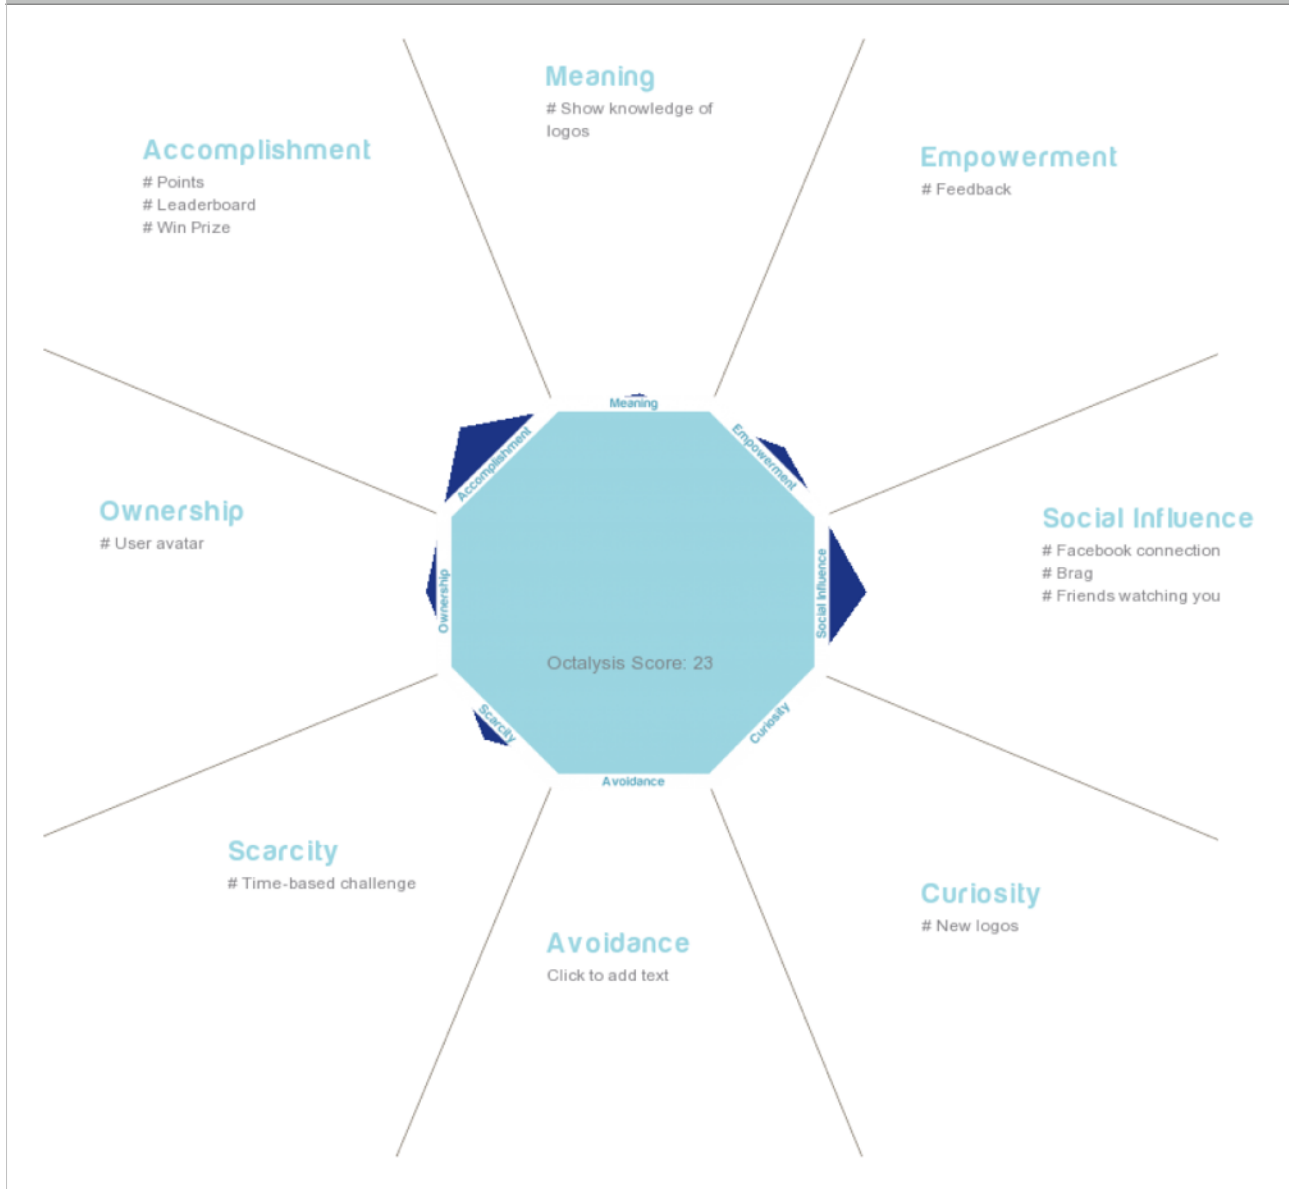 Meaning
# Show knowledge of
logos
Accomplishment
# Points
# Leaderboard
# Win Prize
Empowerment
# Feedback
Ownership
# User avatar
Social Influence
# Facebook connection
# Brag
# Friends watching you
Meaning
Accomplishment
Empowerment
Ownership
Social Influence
Octalysis Score: 23
Scarcity
Curiosity
Avoidance
Scarcity
# Time-based challenge
Curiosity
# New logos
Avoidance
Click to add text